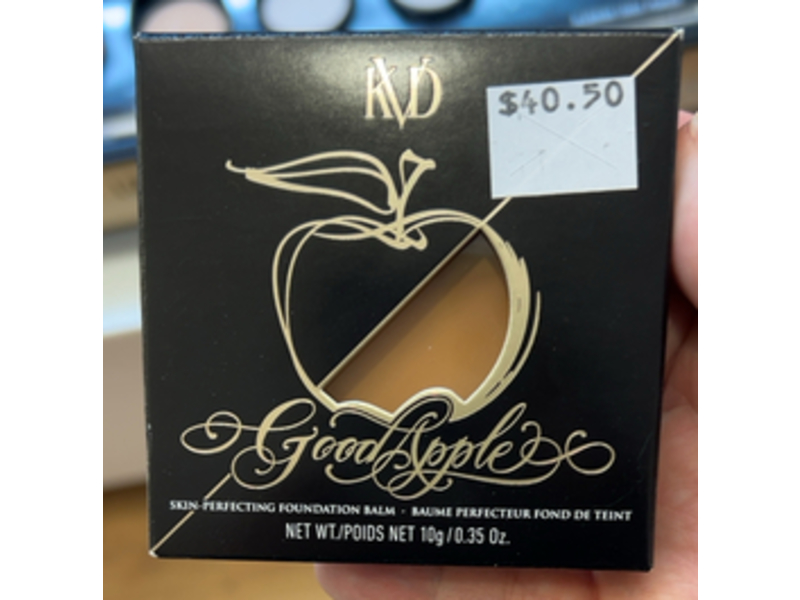 KVD
$40.50
Good Apple
SKIN-PERFECTING FOUNDATION BALM · BAUME PERFECTEUR FOND DE TEINT
NET WT./POIDS NET 10g/0.35 Oz.